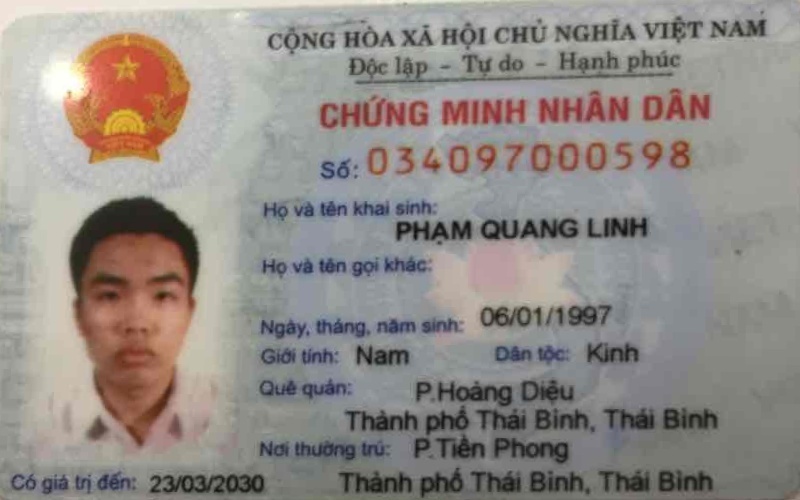 CỘNG HÒA XÃ HỘI CHỦ NGHĨA VIỆT NAM
Độc lập - Tự do - Hạnh phúc
CHỨNG MINH NHÂN DÂN
Số: 034097000598
Họ và tên khai sinh:
PHẠM QUANG LINH
Họ và tên gọi khác:
Ngày, tháng, năm sinh: 06/01/1997
Giới tính: Nam Dân tộc: Kinh
Quê quán: P.Hoàng Diệu
Thành phố Thái Bình, Thái Bình
Nơi thường trú: P.Tiền Phong
Có giá trị đến: 23/03/2030 Thành phố Thái Bình, Thái Bình